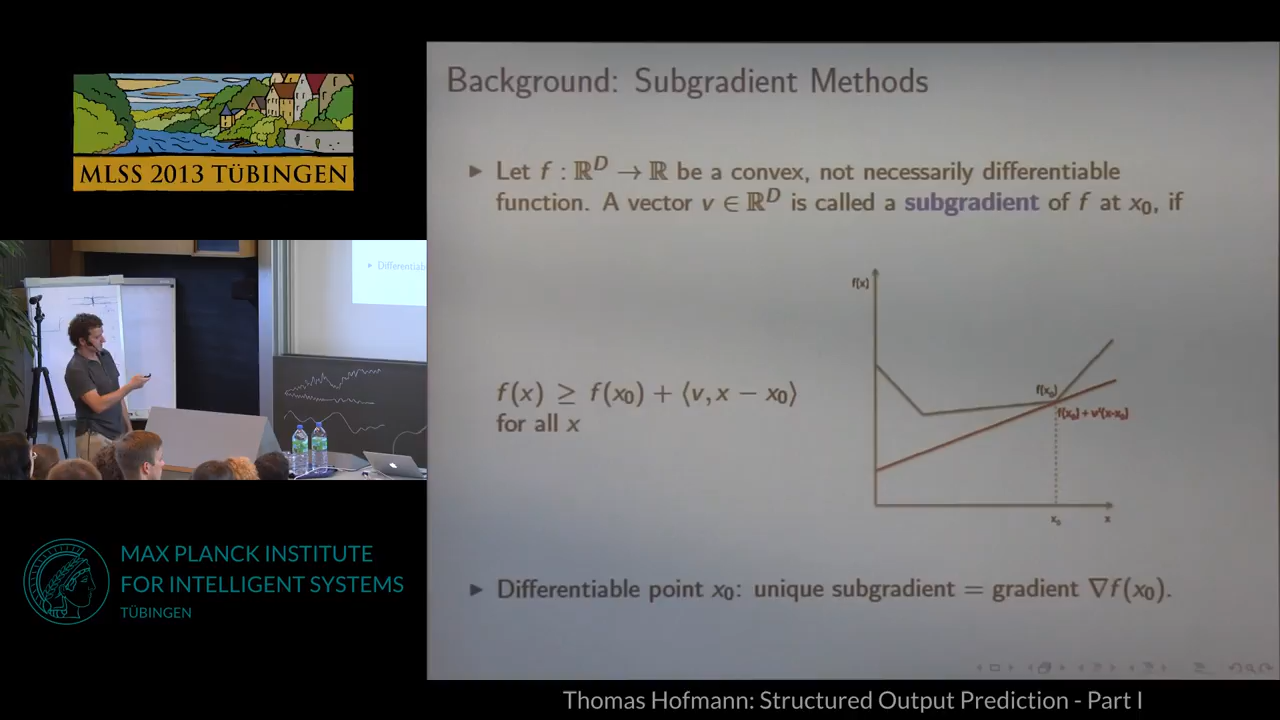 MLSS 2013 TÜBINGEN
Background: Subgradient Methods
► Let f : ℝ^D → ℝ be a convex, not necessarily differentiable
function. A vector v ∈ ℝ^D is called a subgradient of f at x₀, if
f(x)
f(x) ≥ f(x₀) + ⟨v, x − x₀⟩
for all x
f(x₀)
f(x₀) + v'(x-x₀)
x₀
x
► Differentiable point x₀: unique subgradient = gradient ∇f(x₀).
► Differentiab
MAX PLANCK INSTITUTE
FOR INTELLIGENT SYSTEMS
TÜBINGEN
Thomas Hofmann: Structured Output Prediction - Part I